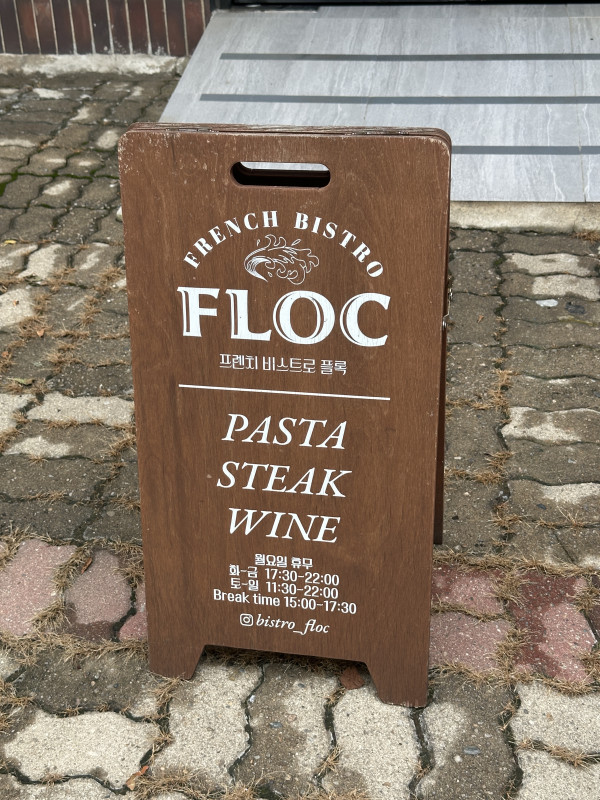 FRENCH BISTRO
FLOC
프렌치 비스트로 플록
PASTA
STEAK
WINE
월요일 휴무
화-금 17:30-22:00
토-일 11:30-22:00
Break time 15:00-17:30
bistro_floc